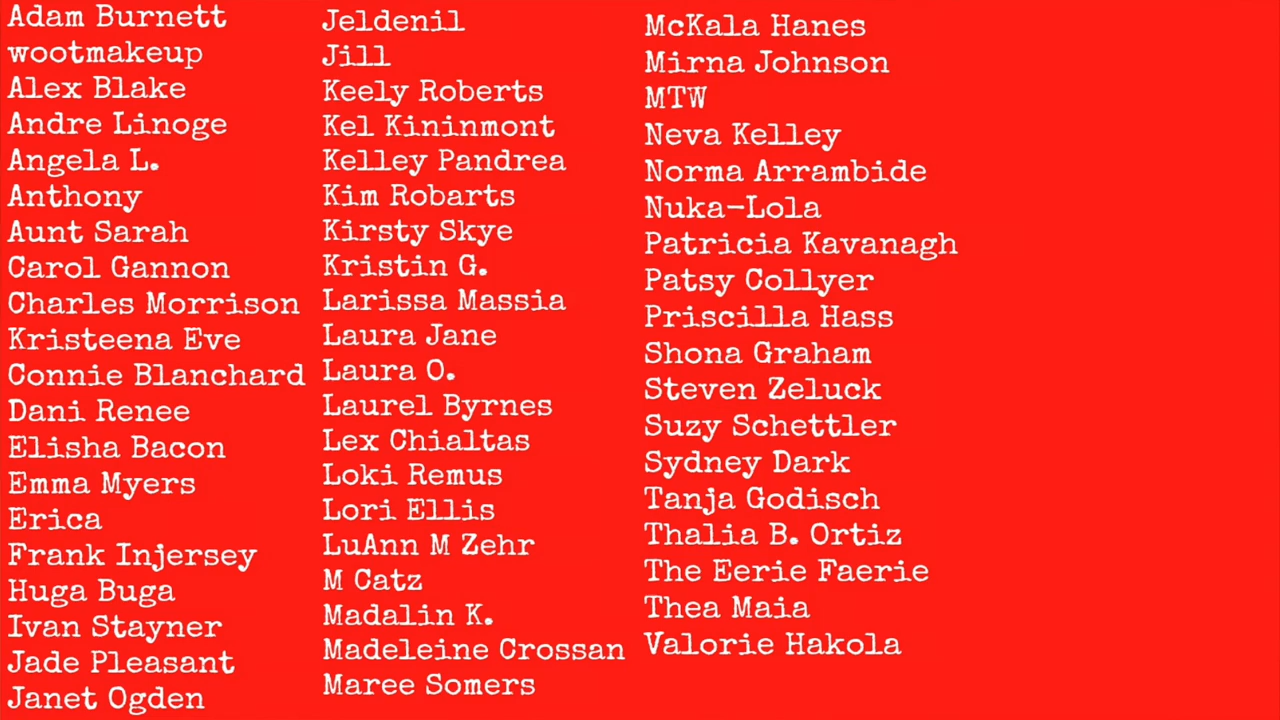 Adam Burnett
wootmakeup
Alex Blake
Andre Linoge
Angela L.
Anthony
Aunt Sarah
Carol Gannon
Charles Morrison
Kristeena Eve
Connie Blanchard
Dani Renee
Elisha Bacon
Emma Myers
Erica
Frank Injersey
Huga Buga
Ivan Stayner
Jade Pleasant
Janet Ogden
Jeldenil
Jill
Keely Roberts
Kel Kininmont
Kelley Pandrea
Kim Robarts
Kirsty Skye
Kristin G.
Larissa Massia
Laura Jane
Laura O.
Laurel Byrnes
Lex Chialtas
Loki Remus
Lori Ellis
LuAnn M Zehr
M Catz
Madalin K.
Madeleine Crossan
Maree Somers
McKala Hanes
Mirna Johnson
MTW
Neva Kelley
Norma Arrambide
Nuka-Lola
Patricia Kavanagh
Patsy Collyer
Priscilla Hass
Shona Graham
Steven Zeluck
Suzy Schettler
Sydney Dark
Tanja Godisch
Thalia B. Ortiz
The Eerie Faerie
Thea Maia
Valorie Hakola